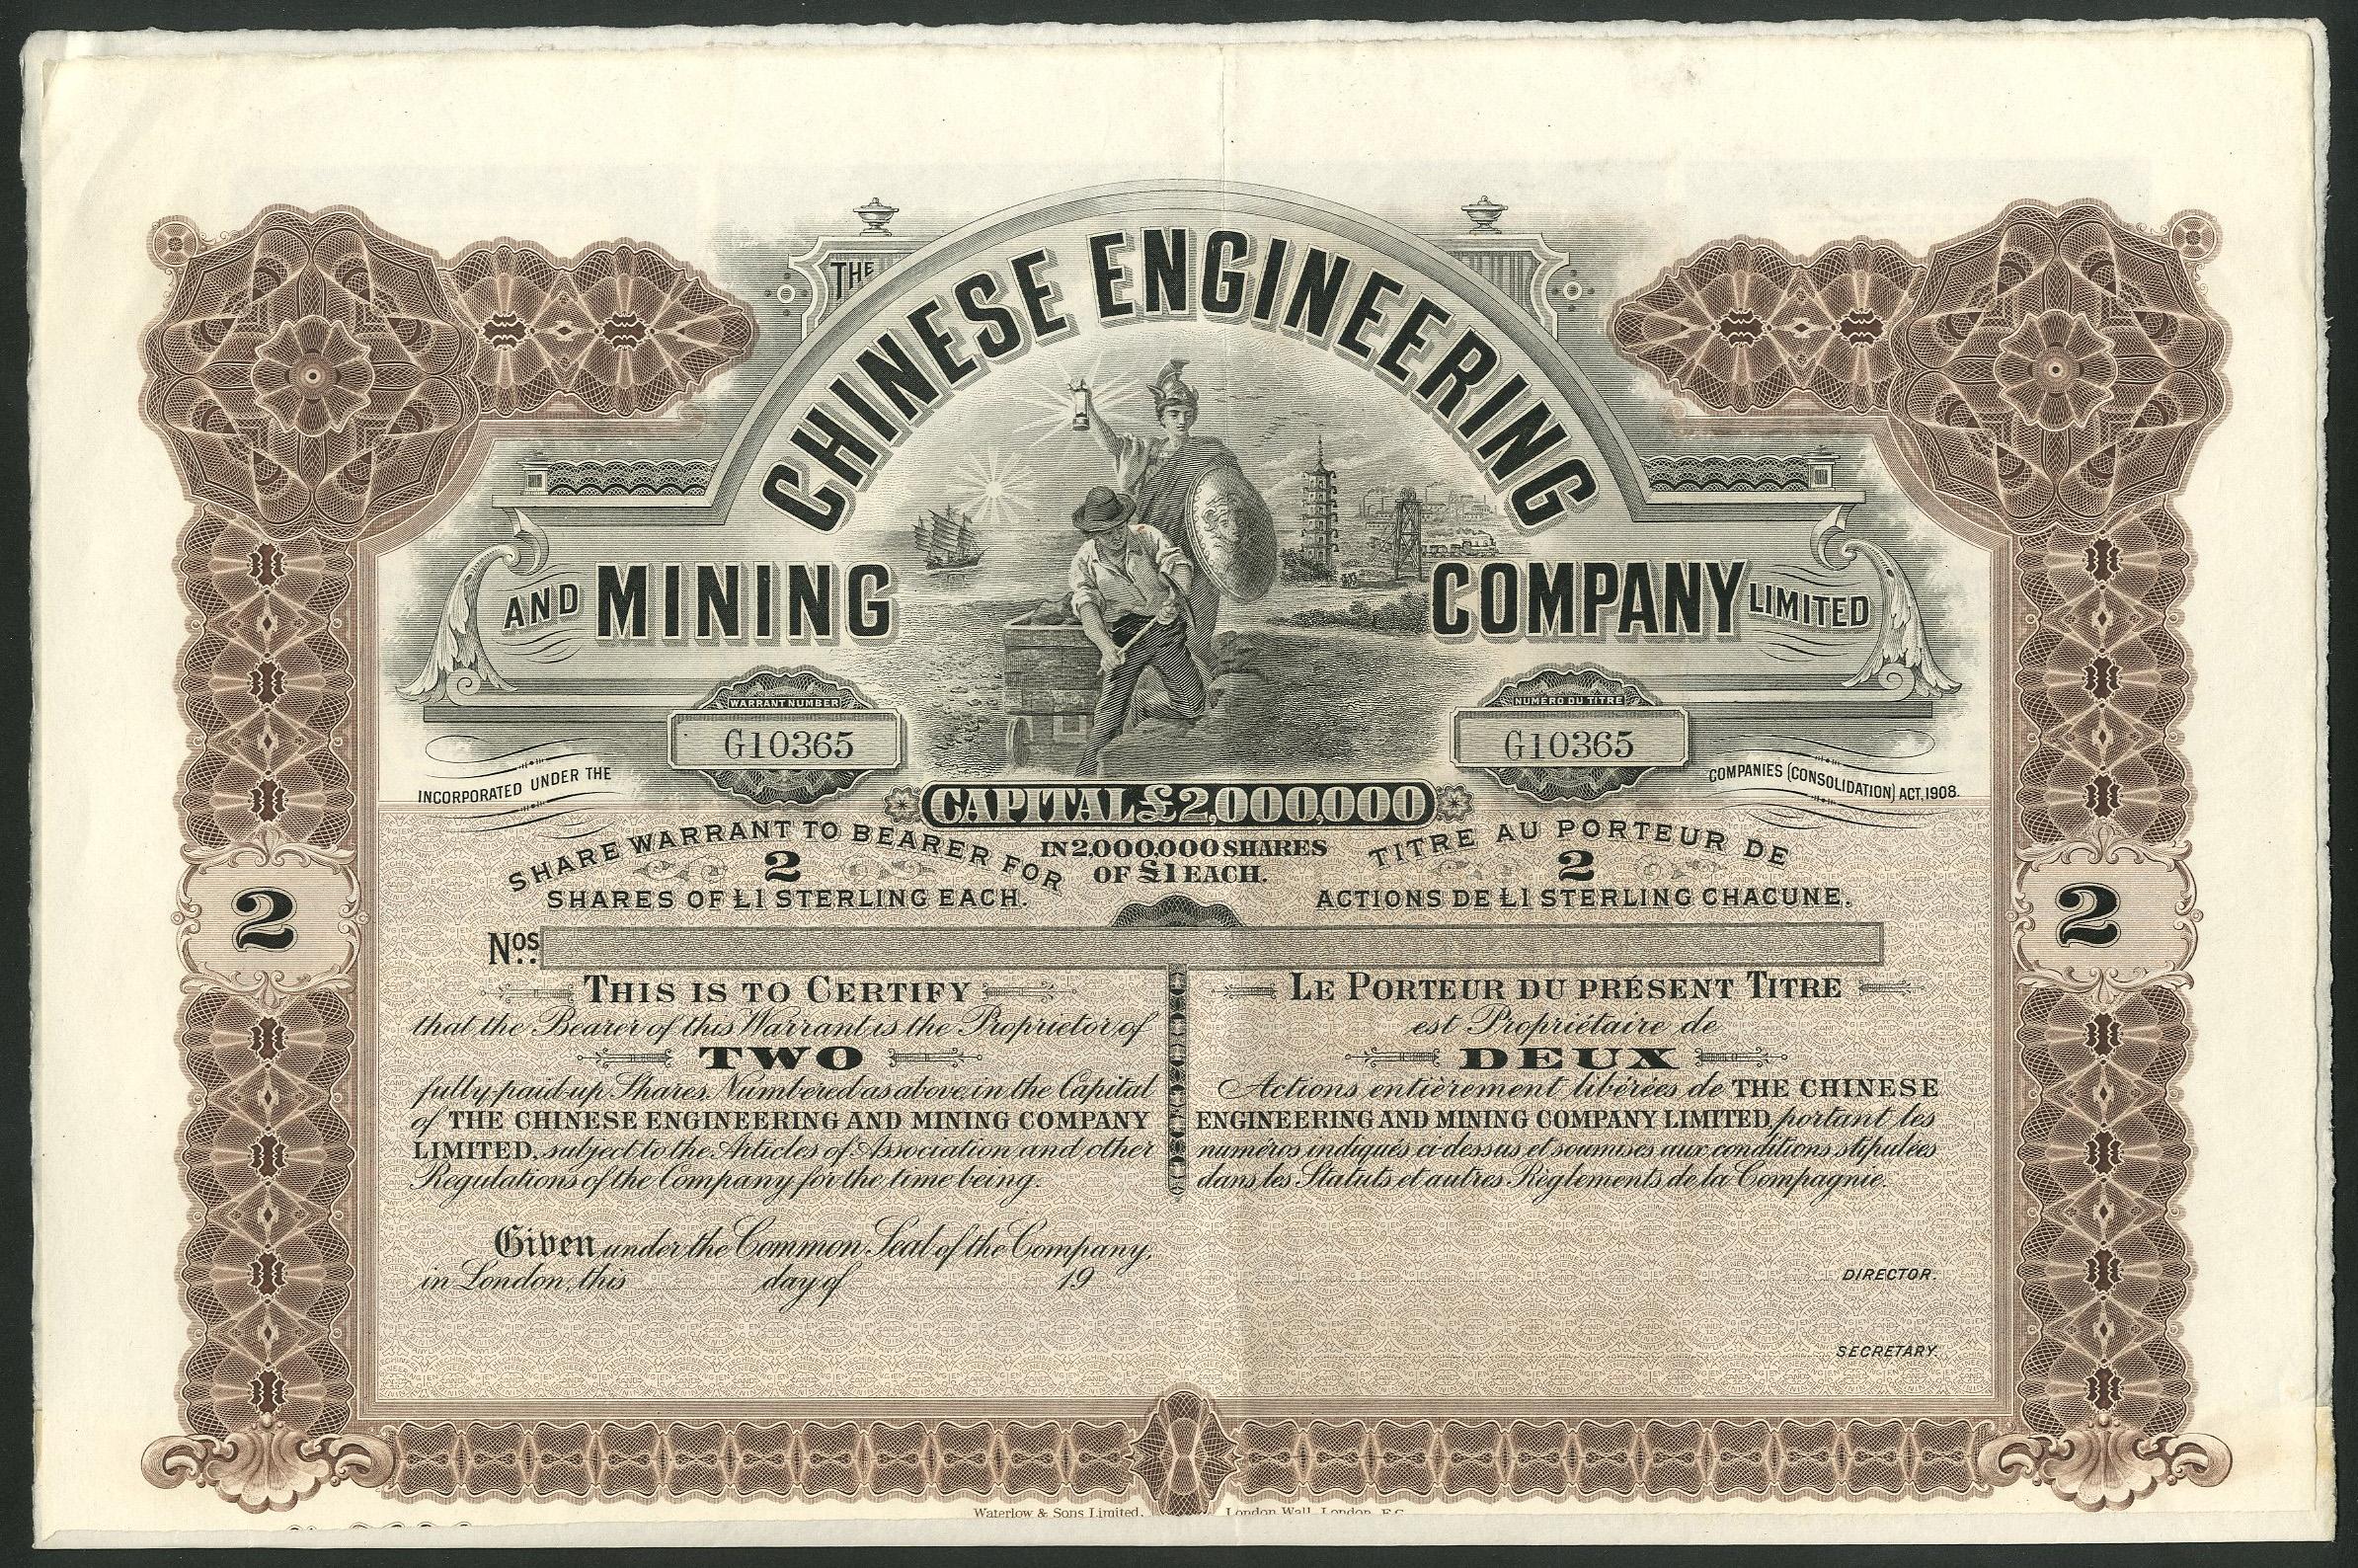 THE
CHINESE ENGINEERING
AND MINING COMPANY LIMITED
WARRANT NUMBER
G10365
NUMÉRO DU TITRE
G10365
INCORPORATED UNDER THE COMPANIES (CONSOLIDATION) ACT, 1908.
CAPITAL £2,000,000
IN 2,000,000 SHARES
OF £1 EACH.
SHARE WARRANT TO BEARER FOR
2
SHARES OF £1 STERLING EACH.
TITRE AU PORTEUR DE
2
ACTIONS DE £1 STERLING CHACUNE.
2
2
Nos.
THIS IS TO CERTIFY
that the Bearer of this Warrant is the Proprietor of
TWO
fully-paid-up Shares Numbered as above, in the Capital
of THE CHINESE ENGINEERING AND MINING COMPANY
LIMITED, subject to the Articles of Association and other
Regulations of the Company for the time being.
LE PORTEUR DU PRÉSENT TITRE
est Propriétaire de
DEUX
Actions entièrement libérées de THE CHINESE
ENGINEERING AND MINING COMPANY LIMITED, portant les
numéros indiqués ci-dessus et soumises aux conditions stipulées
dans les Statuts et autres Règlements de la Compagnie.
Given under the Common Seal of the Company,
in London, this day of 19
DIRECTOR.
SECRETARY.
Waterlow & Sons Limited, London Wall, London, E.C.